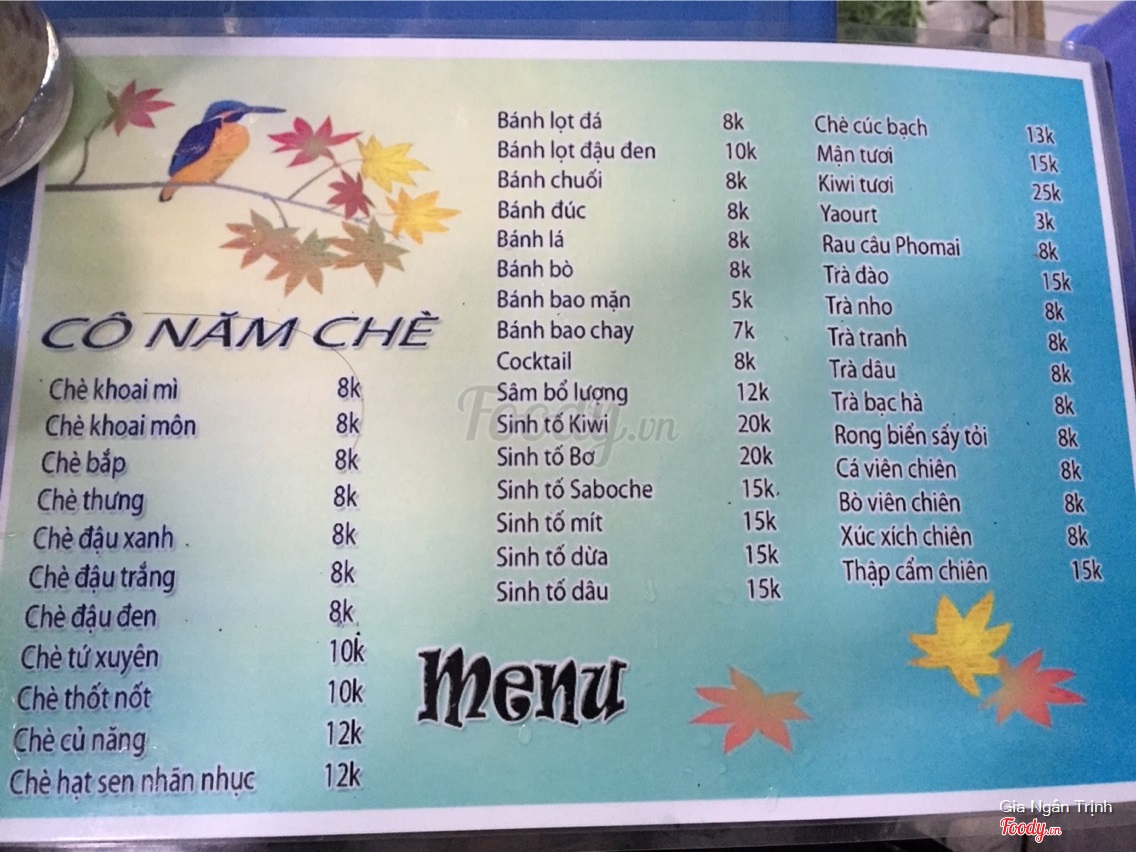 CÔ NĂM CHÈ
Chè khoai mì 8k
Chè khoai môn 8k
Chè bắp 8k
Chè thưng 8k
Chè đậu xanh 8k
Chè đậu trắng 8k
Chè đậu đen 8k
Chè tứ xuyên 10k
Chè thốt nốt 10k
Chè củ năng 12k
Chè hạt sen nhãn nhục 12k
Bánh lọt đá 8k
Bánh lọt đậu đen 10k
Bánh chuối 8k
Bánh đúc 8k
Bánh lá 8k
Bánh bò 8k
Bánh bao mặn 5k
Bánh bao chay 7k
Cocktail 8k
Sâm bổ lượng 12k
Sinh tố Kiwi 20k
Sinh tố Bơ 20k
Sinh tố Saboche 15k
Sinh tố mít 15k
Sinh tố dừa 15k
Sinh tố dâu 15k
Chè cúc bạch 13k
Mận tươi 15k
Kiwi tươi 25k
Yaourt 3k
Rau câu Phomai 8k
Trà đào 15k
Trà nho 8k
Trà tranh 8k
Trà dâu 8k
Trà bạc hà 8k
Rong biển sấy tỏi 8k
Cá viên chiên 8k
Bò viên chiên 8k
Xúc xích chiên 8k
Thập cẩm chiên 15k
Menu
Foody.vn
Gia Ngân Trịnh
Foody.vn